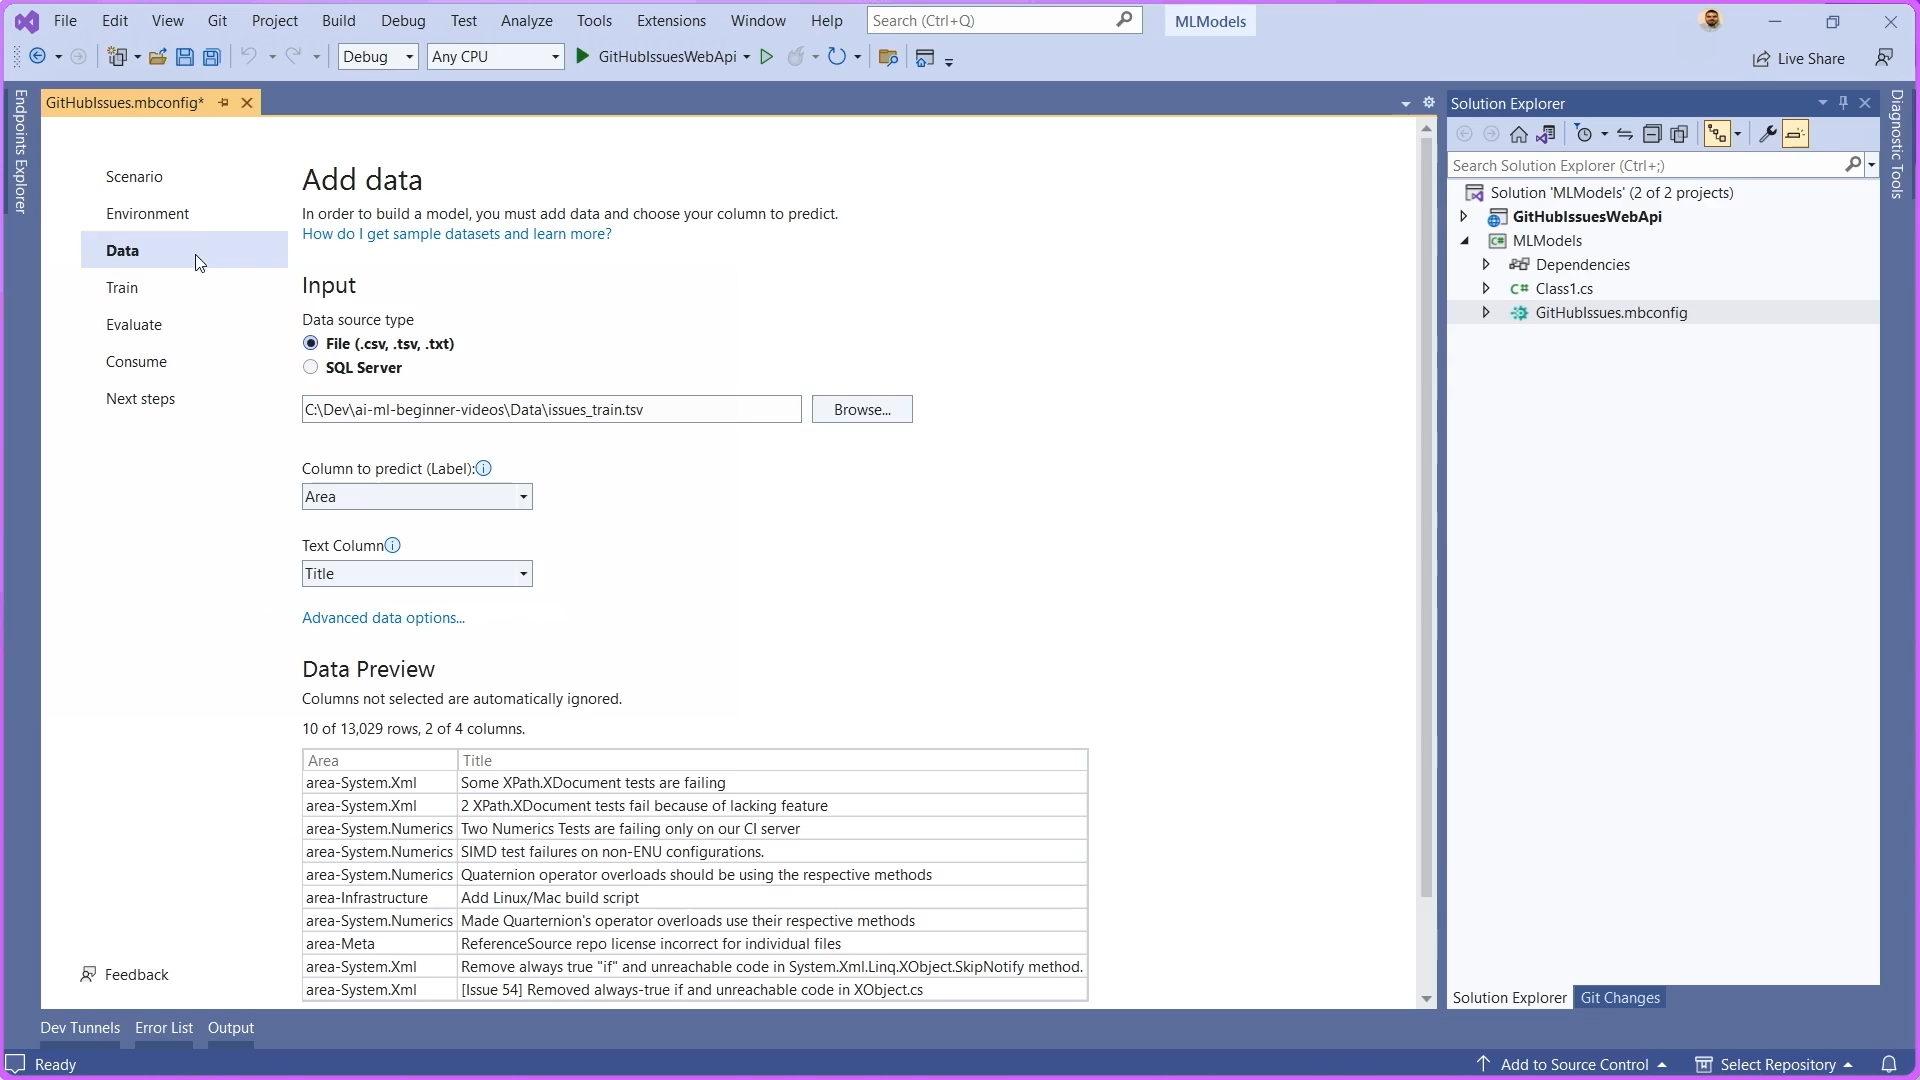 File Edit View Git Project Build Debug Test Analyze Tools Extensions Window Help Search (Ctrl+Q) MLModels
Debug Any CPU GitHubIssuesWebApi Live Share
Endpoints Explorer
GitHubIssues.mbconfig*
Scenario
Environment
Data
Train
Evaluate
Consume
Next steps
Feedback
Add data
In order to build a model, you must add data and choose your column to predict.
How do I get sample datasets and learn more?
Input
Data source type
File (.csv, .tsv, .txt)
SQL Server
C:\Dev\ai-ml-beginner-videos\Data\issues_train.tsv Browse...
Column to predict (Label):
Area
Text Column
Title
Advanced data options...
Data Preview
Columns not selected are automatically ignored.
10 of 13,029 rows, 2 of 4 columns.
Area Title
area-System.Xml Some XPath.XDocument tests are failing
area-System.Xml 2 XPath.XDocument tests fail because of lacking feature
area-System.Numerics Two Numerics Tests are failing only on our CI server
area-System.Numerics SIMD test failures on non-ENU configurations.
area-System.Numerics Quaternion operator overloads should be using the respective methods
area-Infrastructure Add Linux/Mac build script
area-System.Numerics Made Quarternion's operator overloads use their respective methods
area-Meta ReferenceSource repo license incorrect for individual files
area-System.Xml Remove always true "if" and unreachable code in System.Xml.Linq.XObject.SkipNotify method.
area-System.Xml [Issue 54] Removed always-true if and unreachable code in XObject.cs
Solution Explorer
Search Solution Explorer (Ctrl+;)
Solution 'MLModels' (2 of 2 projects)
GitHubIssuesWebApi
C# MLModels
Dependencies
C# Class1.cs
GitHubIssues.mbconfig
Solution Explorer Git Changes
Diagnostic Tools
Dev Tunnels Error List Output
Ready Add to Source Control Select Repository